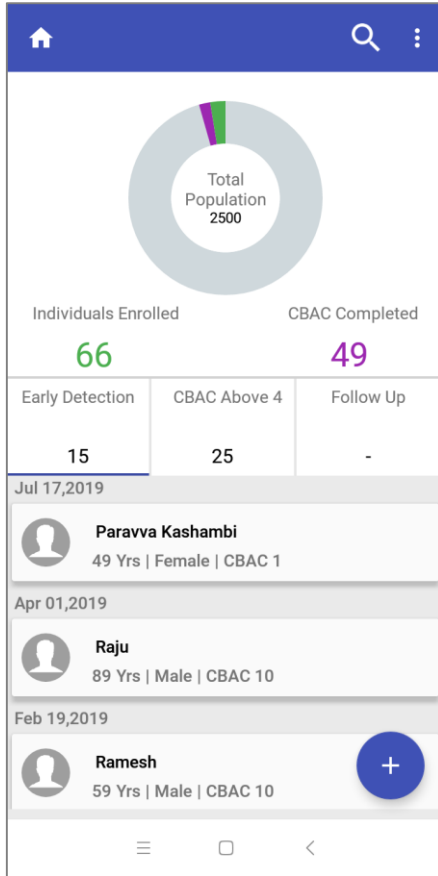 Total
Population
2500
Individuals Enrolled
CBAC Completed
66
49
Early Detection
CBAC Above 4
Follow Up
15
25
-
Jul 17,2019
Paravva Kashambi
49 Yrs | Female | CBAC 1
Apr 01,2019
Raju
89 Yrs | Male | CBAC 10
Feb 19,2019
Ramesh
59 Yrs | Male | CBAC 10
+